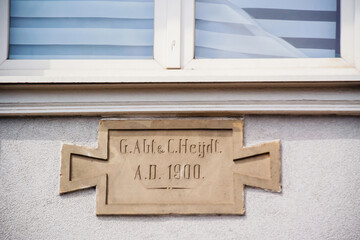 G. Abt & C. Heydt.
A.D. 1900.